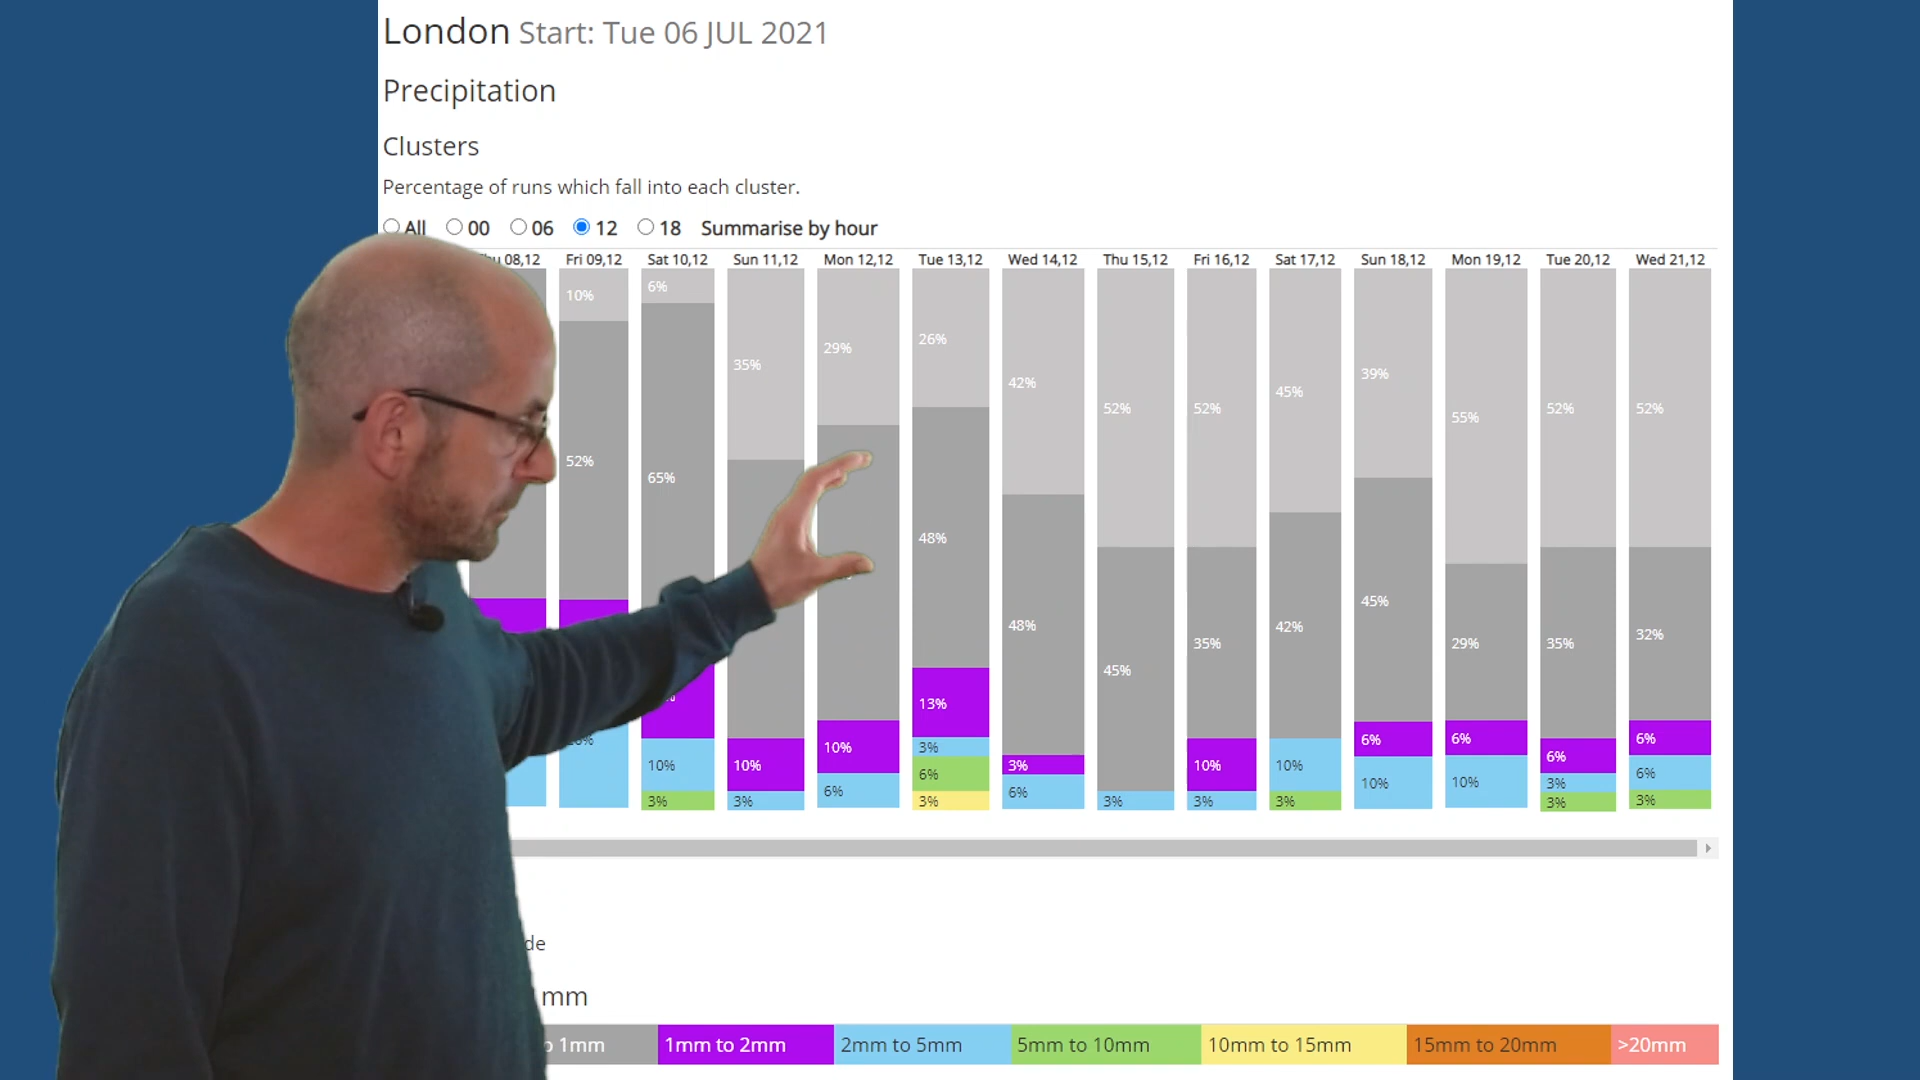 London Start: Tue 06 JUL 2021
Precipitation
Clusters
Percentage of runs which fall into each cluster.
All 00 06 12 18 Summarise by hour
08,12 Fri 09,12 Sat 10,12 Sun 11,12 Mon 12,12 Tue 13,12 Wed 14,12 Thu 15,12 Fri 16,12 Sat 17,12 Sun 18,12 Mon 19,12 Tue 20,12 Wed 21,12
10% 6% 35% 29% 26% 42% 52% 52% 45% 39% 55% 52% 52%
52% 65% 48% 48% 45% 35% 42% 45% 29% 35% 32%
10% 10% 13% 3% 10% 6% 6% 6% 6%
10% 3% 6% 3% 6% 3% 3% 10% 10% 10% 3% 6%
3% 6% 3% 3% 3%
3%
mm
1mm 1mm to 2mm 2mm to 5mm 5mm to 10mm 10mm to 15mm 15mm to 20mm >20mm